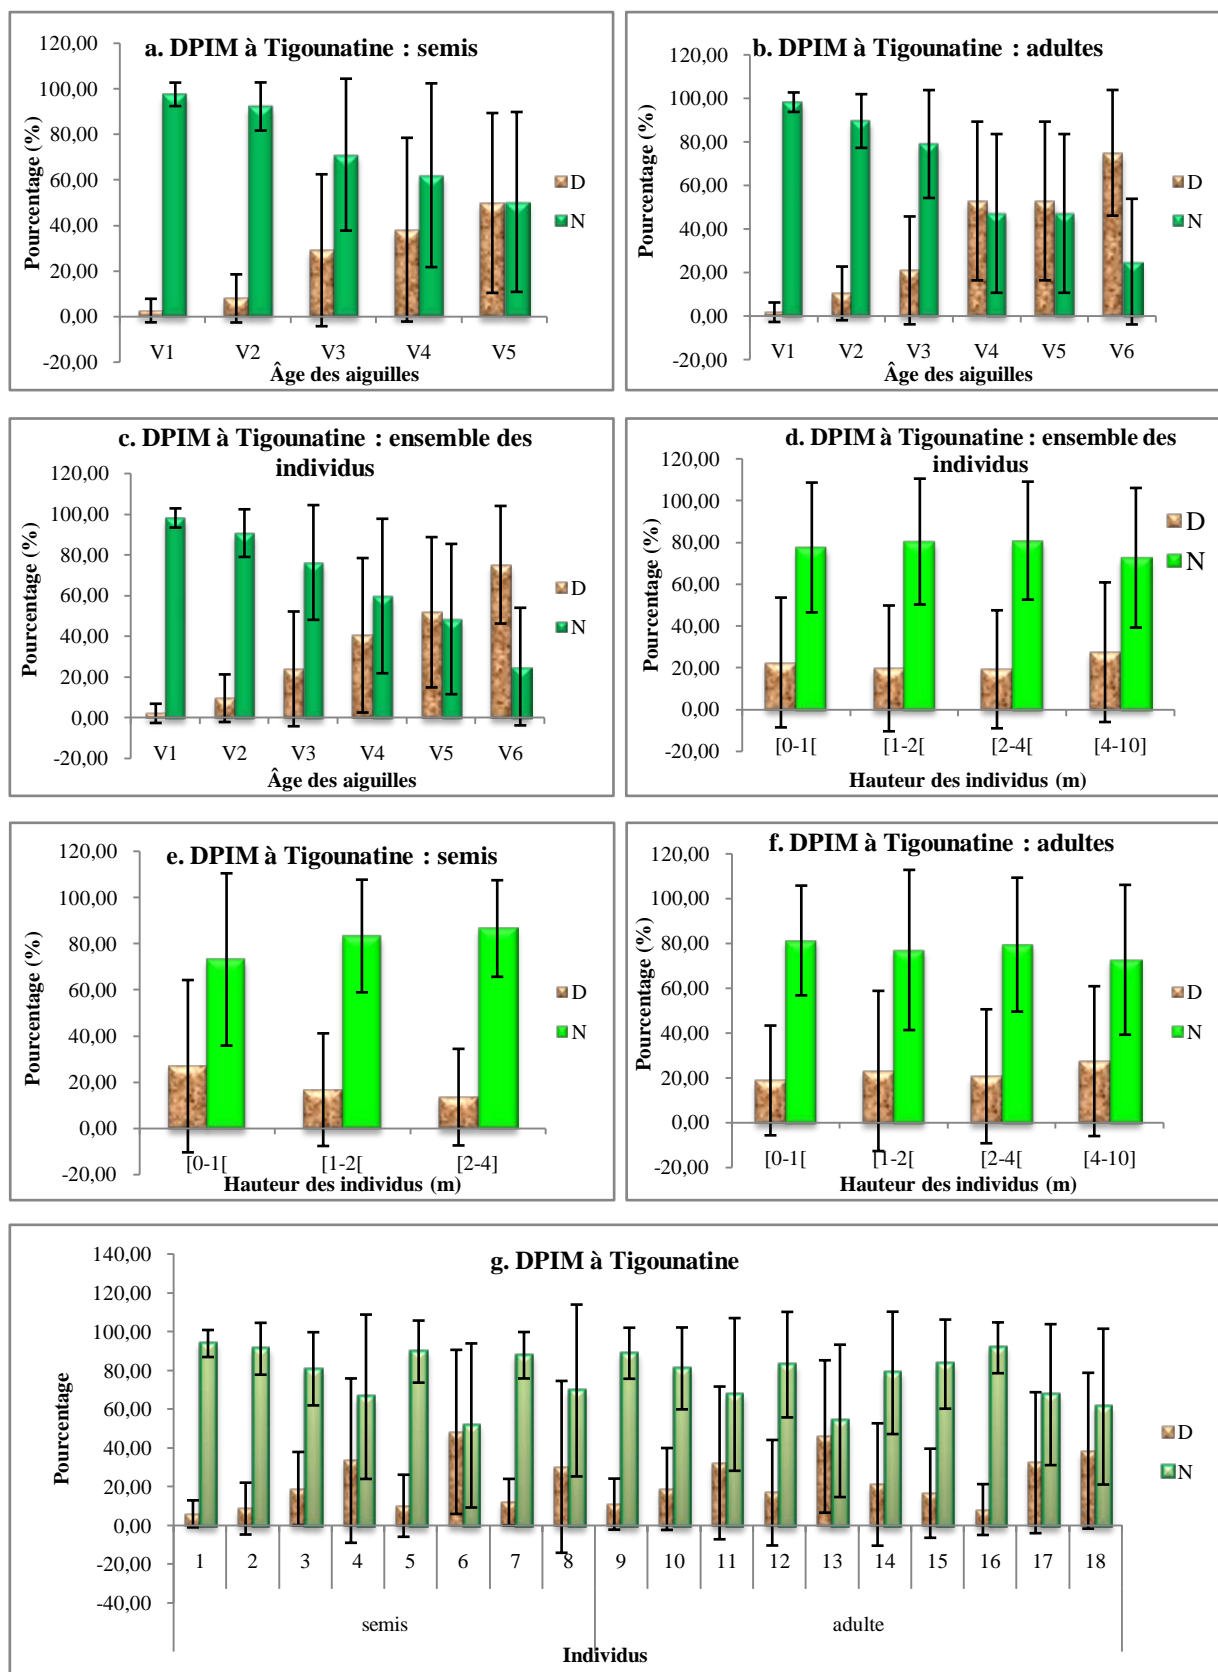 a. DPIM à Tigounatine : semis
120,00
100,00
80,00
60,00
40,00
20,00
0,00
-20,00
Pourcentage (%)
V1 V2 V3 V4 V5
Âge des aiguilles
D
N
b. DPIM à Tigounatine : adultes
120,00
100,00
80,00
60,00
40,00
20,00
0,00
-20,00
Pourcentage (%)
V1 V2 V3 V4 V5 V6
Âge des aiguilles
D
N
c. DPIM à Tigounatine : ensemble des
individus
120,00
100,00
80,00
60,00
40,00
20,00
0,00
-20,00
Pourcentage (%)
V1 V2 V3 V4 V5 V6
Âge des aiguilles
D
N
d. DPIM à Tigounatine : ensemble des
individus
120,00
100,00
80,00
60,00
40,00
20,00
0,00
-20,00
Pourcentage (%)
[0-1[ [1-2[ [2-4[ [4-10]
Hauteur des individus (m)
D
N
e. DPIM à Tigounatine : semis
120,00
100,00
80,00
60,00
40,00
20,00
0,00
-20,00
Pourcentage (%)
[0-1[ [1-2[ [2-4]
Hauteur des individus (m)
D
N
f. DPIM à Tigounatine : adultes
120,00
100,00
80,00
60,00
40,00
20,00
0,00
-20,00
Pourcentage (%)
[0-1[ [1-2[ [2-4[ [4-10]
Hauteur des individus (m)
D
N
g. DPIM à Tigounatine
140,00
120,00
100,00
80,00
60,00
40,00
20,00
0,00
-20,00
-40,00
Pourcentage
1 2 3 4 5 6 7 8 9 10 11 12 13 14 15 16 17 18
semis adulte
Individus
D
N